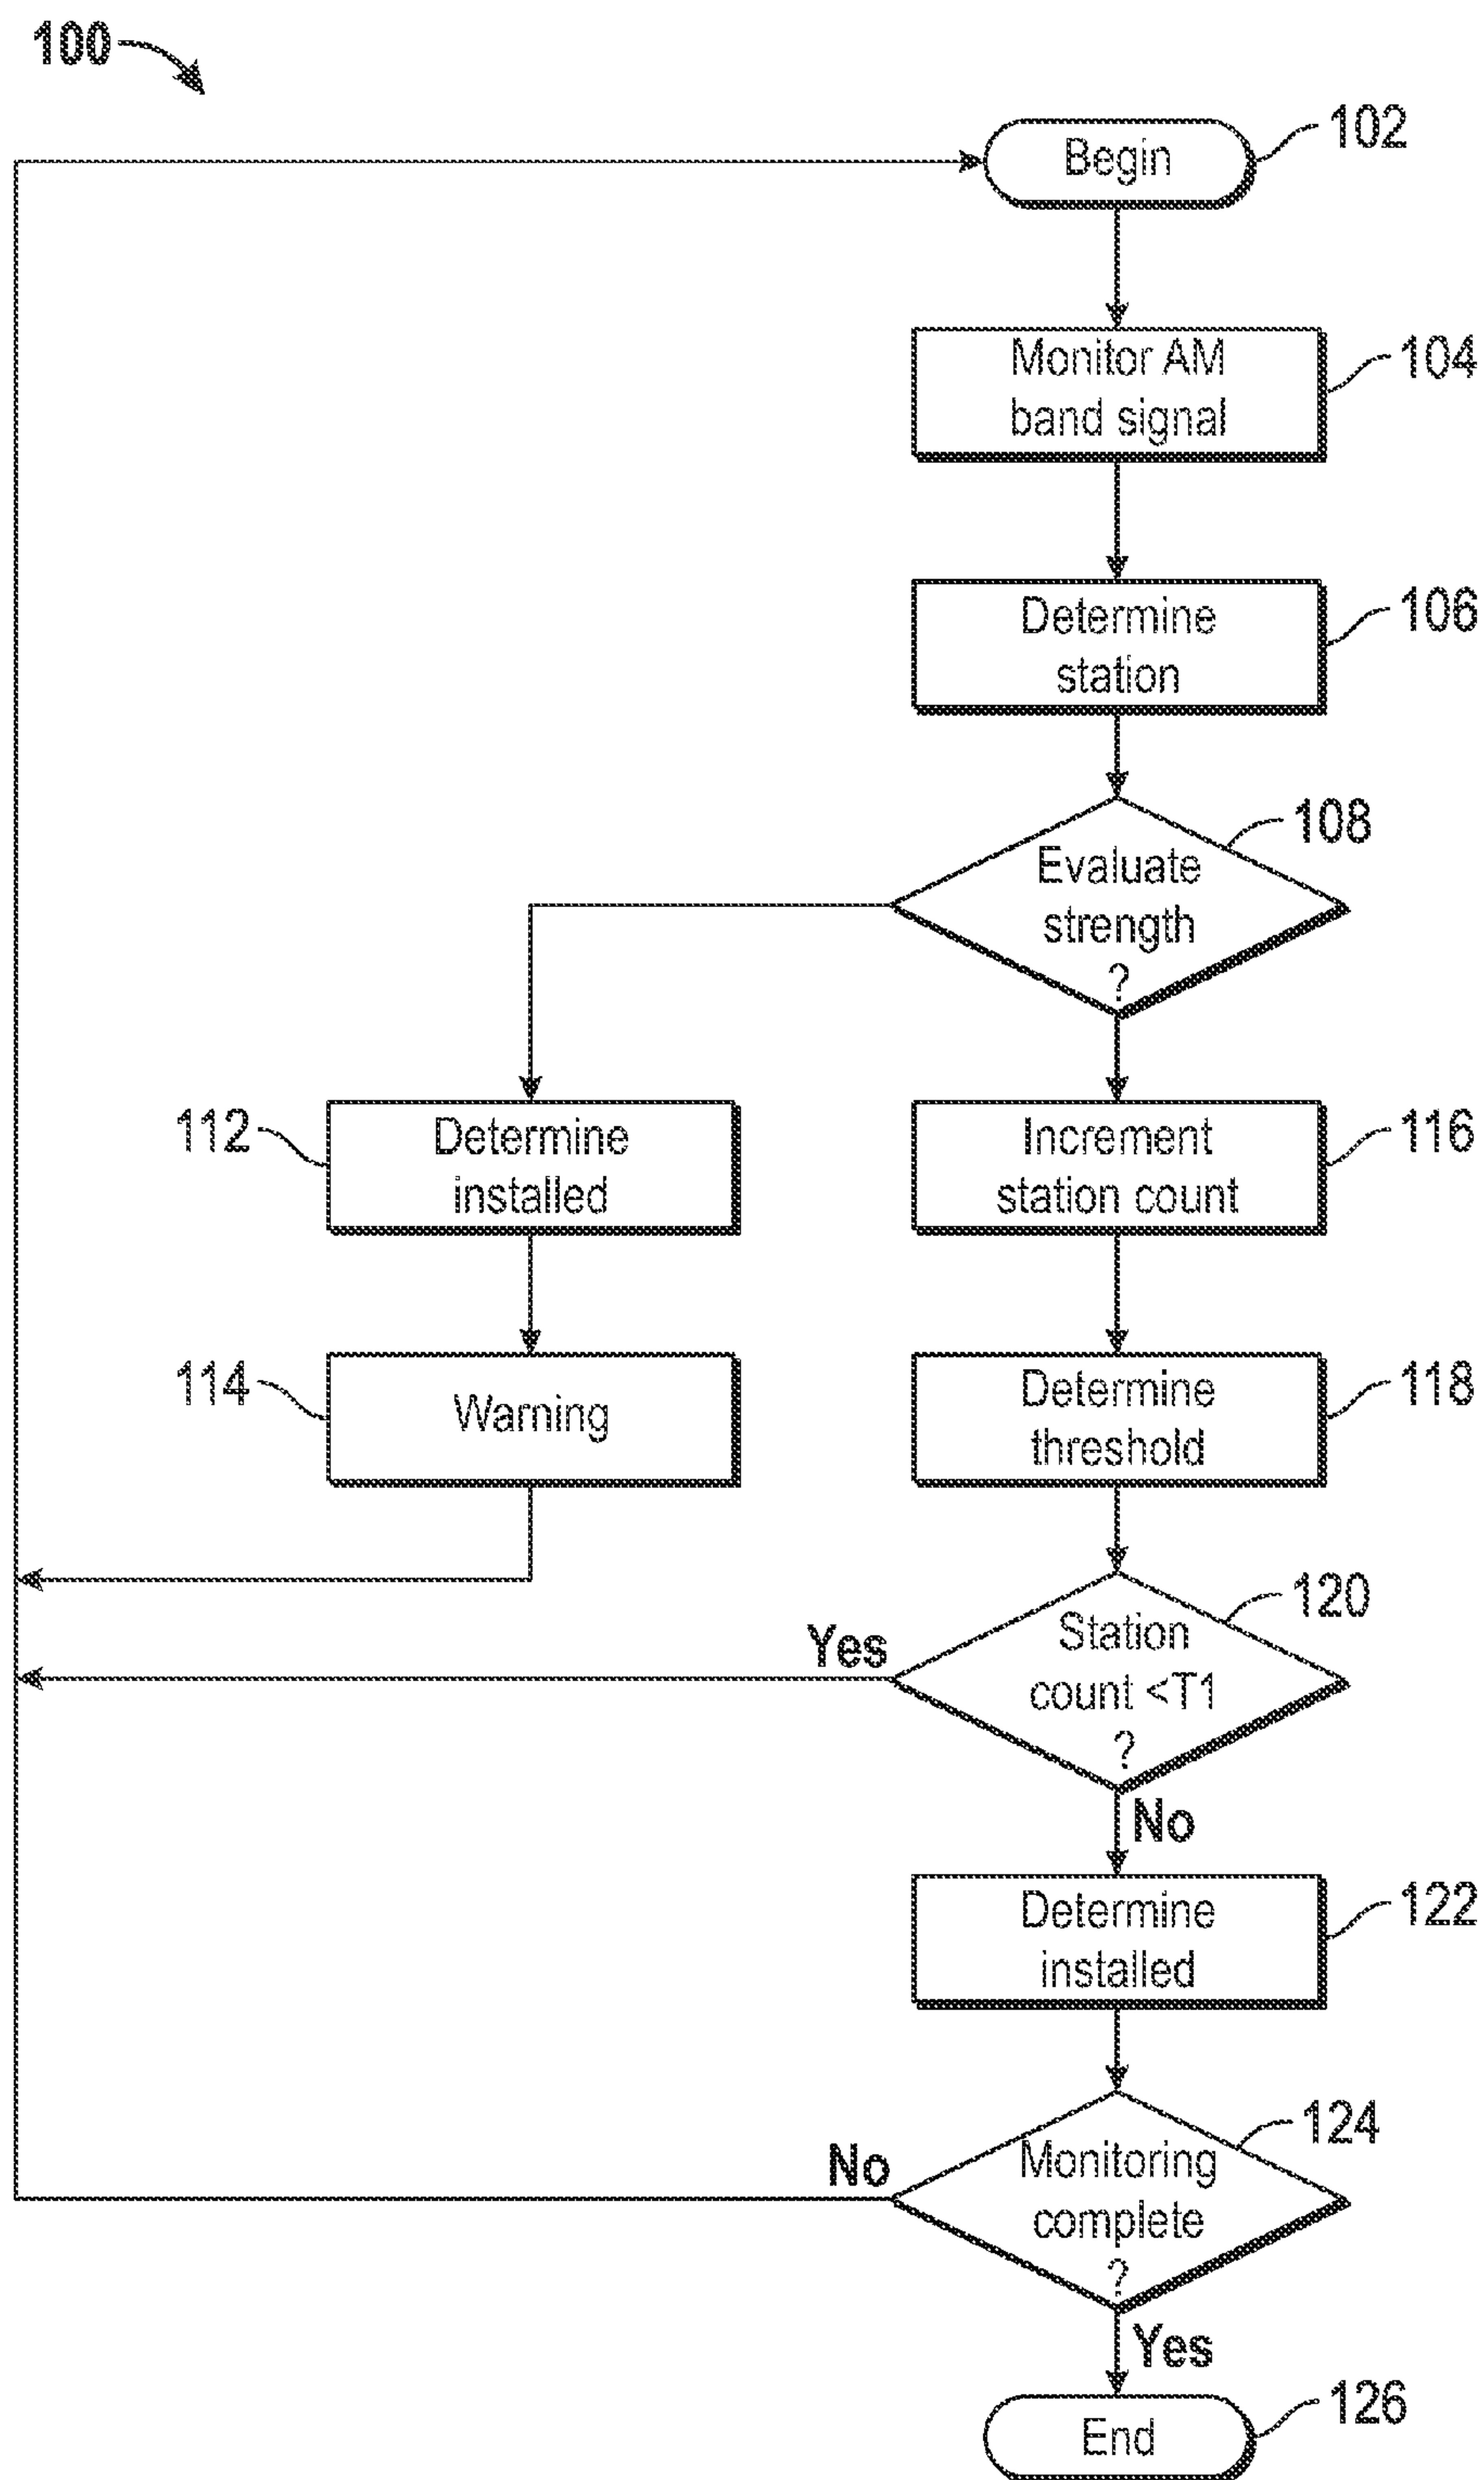 100
Begin
102
Monitor AM
band signal
104
Determine
station
106
Evaluate
strength
?
108
112
Determine
installed
Increment
station count
116
114
Warning
Determine
threshold
118
Yes
Station
count <T1
?
120
No
Determine
installed
122
No
Monitoring
complete
?
124
Yes
End
126